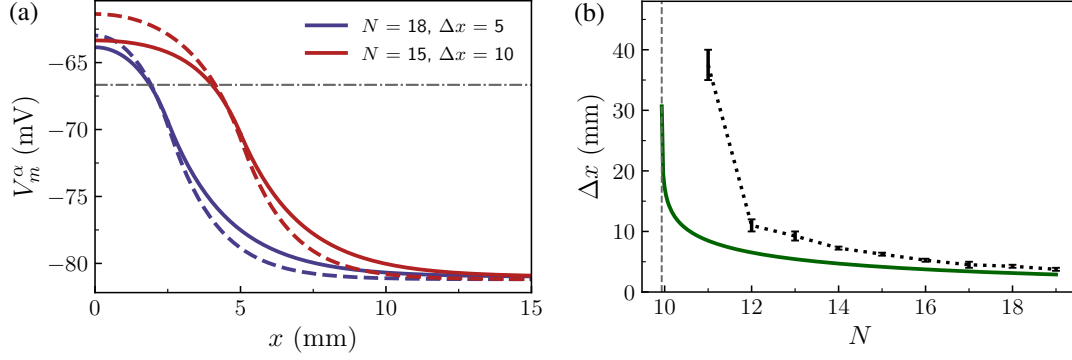 (a)
N = 18, Δx = 5
N = 15, Δx = 10
−65
−70
−75
−80
V_m^α (mV)
0
5
10
15
x (mm)
(b)
40
30
20
10
0
Δx (mm)
10
12
14
16
18
N